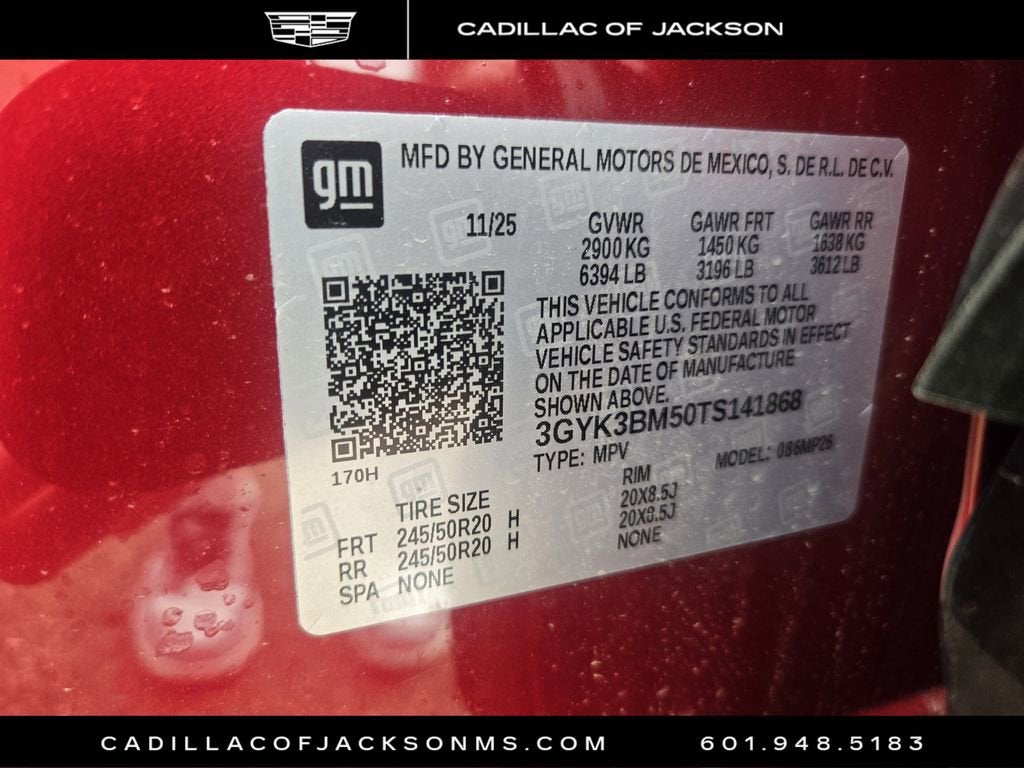 CADILLAC OF JACKSON
gm
MFD BY GENERAL MOTORS DE MEXICO, S. DE R.L. DE C.V.
11/25 GVWR GAWR FRT GAWR RR
2900 KG 1450 KG 1638 KG
6394 LB 3196 LB 3612 LB
THIS VEHICLE CONFORMS TO ALL
APPLICABLE U.S. FEDERAL MOTOR
VEHICLE SAFETY STANDARDS IN EFFECT
ON THE DATE OF MANUFACTURE
SHOWN ABOVE.
3GYK3BM50TS141868
TYPE: MPV MODEL: 086MP26
170H
TIRE SIZE RIM
FRT 245/50R20 H 20X8.5J
RR 245/50R20 H 20X8.5J
SPA NONE NONE
CADILLACOFJACKSONMS.COM 601.948.5183